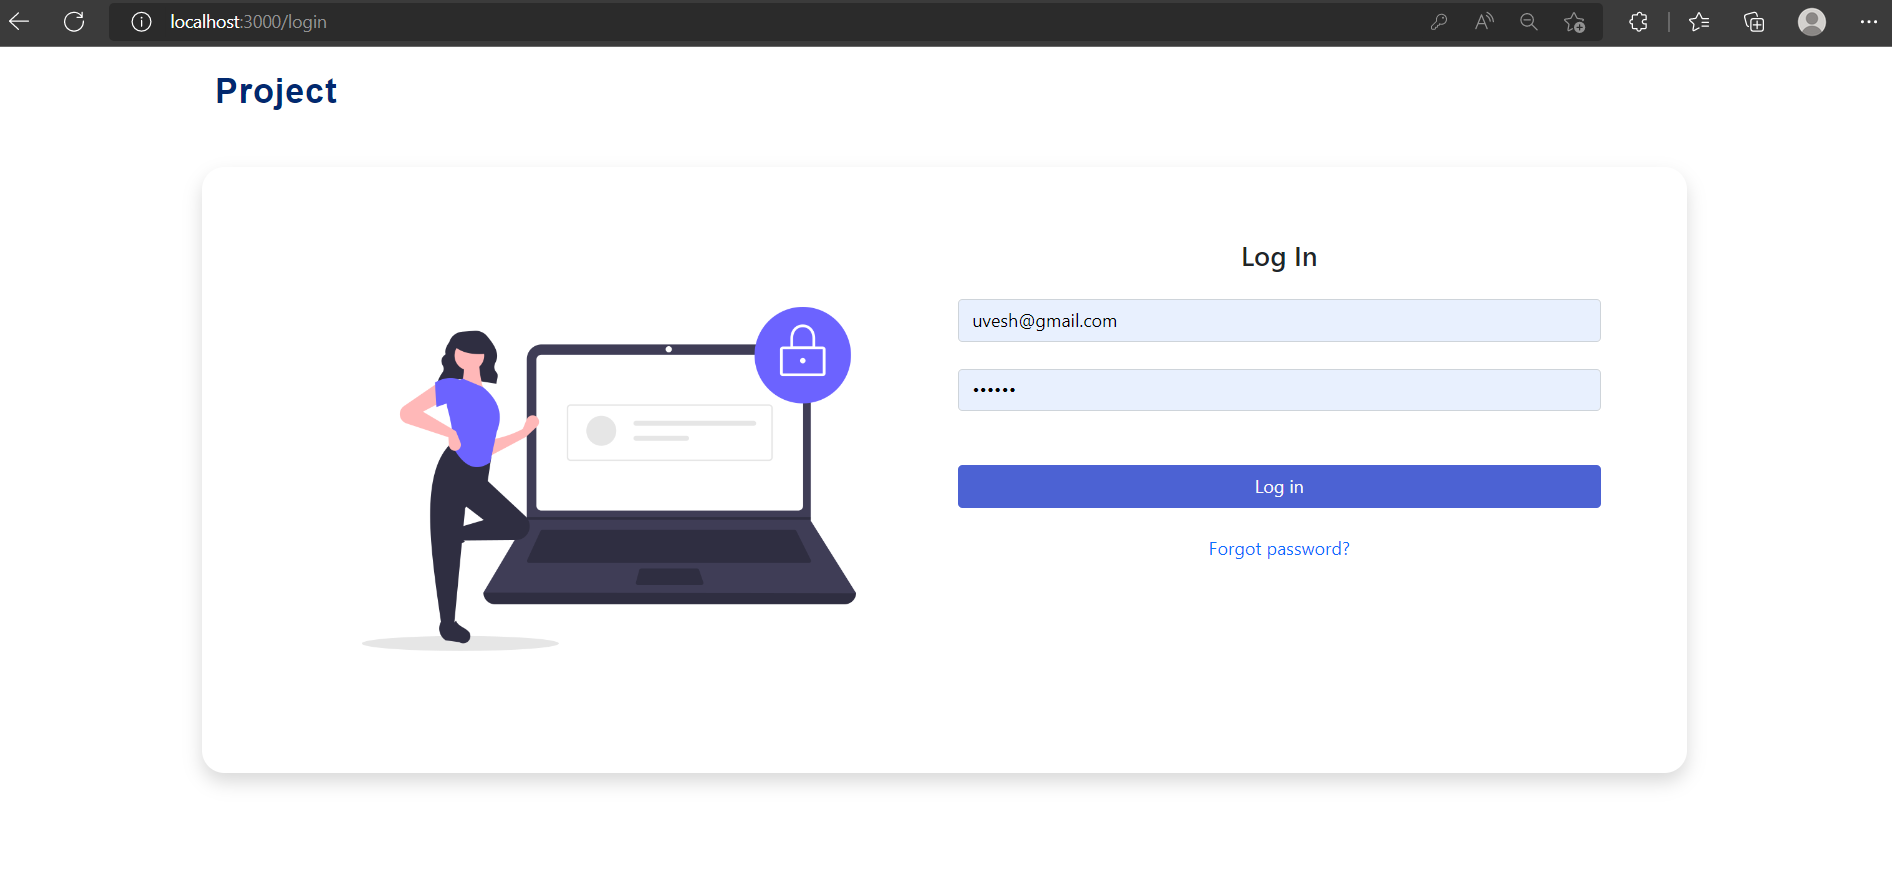 localhost:3000/login
Project
Log In
uvesh@gmail.com
••••••
Log in
Forgot password?